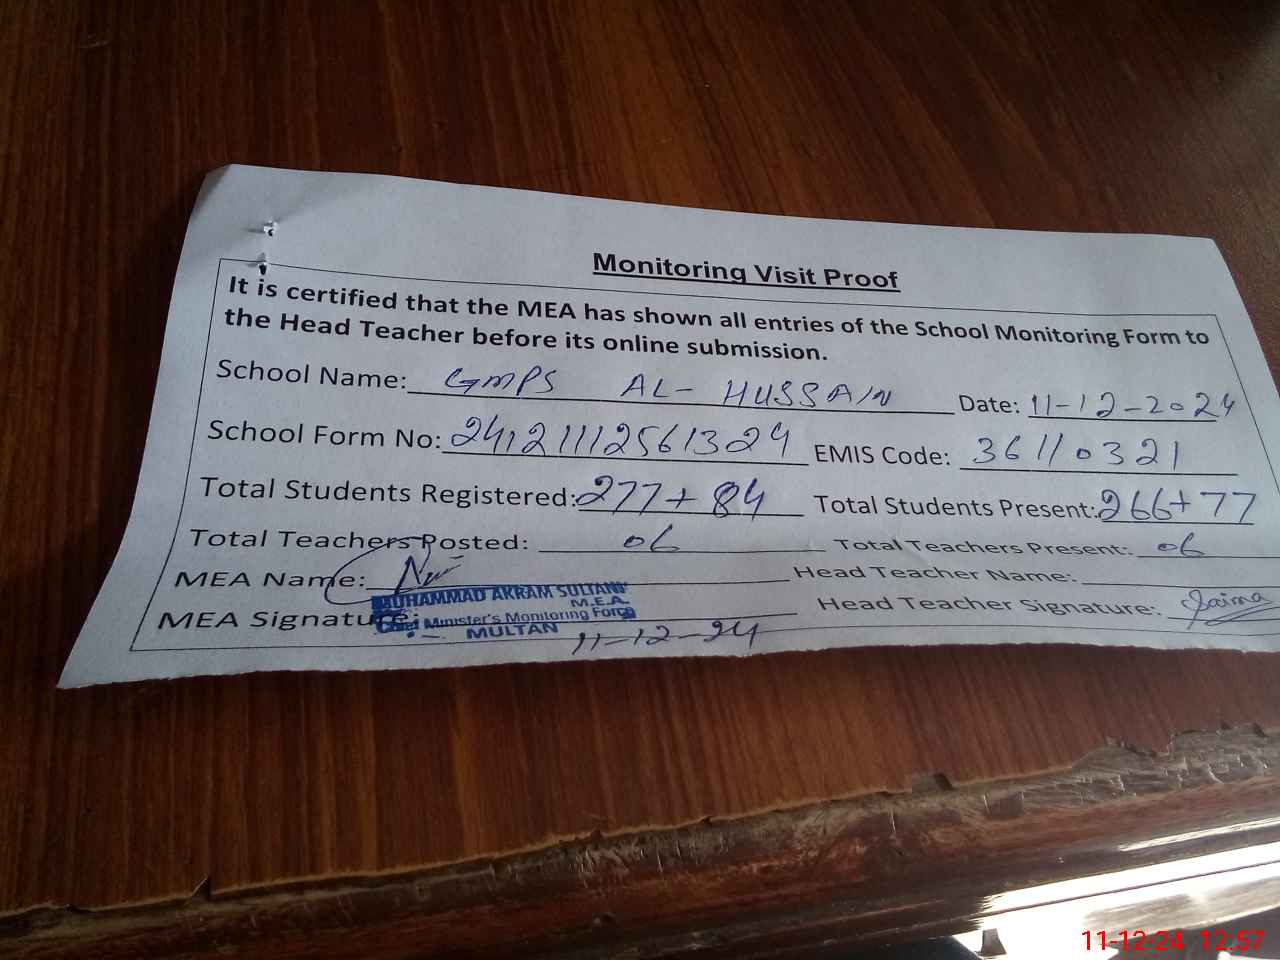 Monitoring Visit Proof
It is certified that the MEA has shown all entries of the School Monitoring Form to
the Head Teacher before its online submission.
School Name: GMPS AL-HUSSAIN Date: 11-12-2024
School Form No: 241211112561324 EMIS Code: 36110321
Total Students Registered: 277+84 Total Students Present: 266+77
Total Teachers Posted: 06 Total Teachers Present: 06
MEA Name: Head Teacher Name:
MUHAMMAD AKRAM SULTANI
M.E.A.
MEA Signature: Head Teacher Signature: Saima
Chief Minister's Monitoring Force
MULTAN
11-12-24
11-12-24 12:57